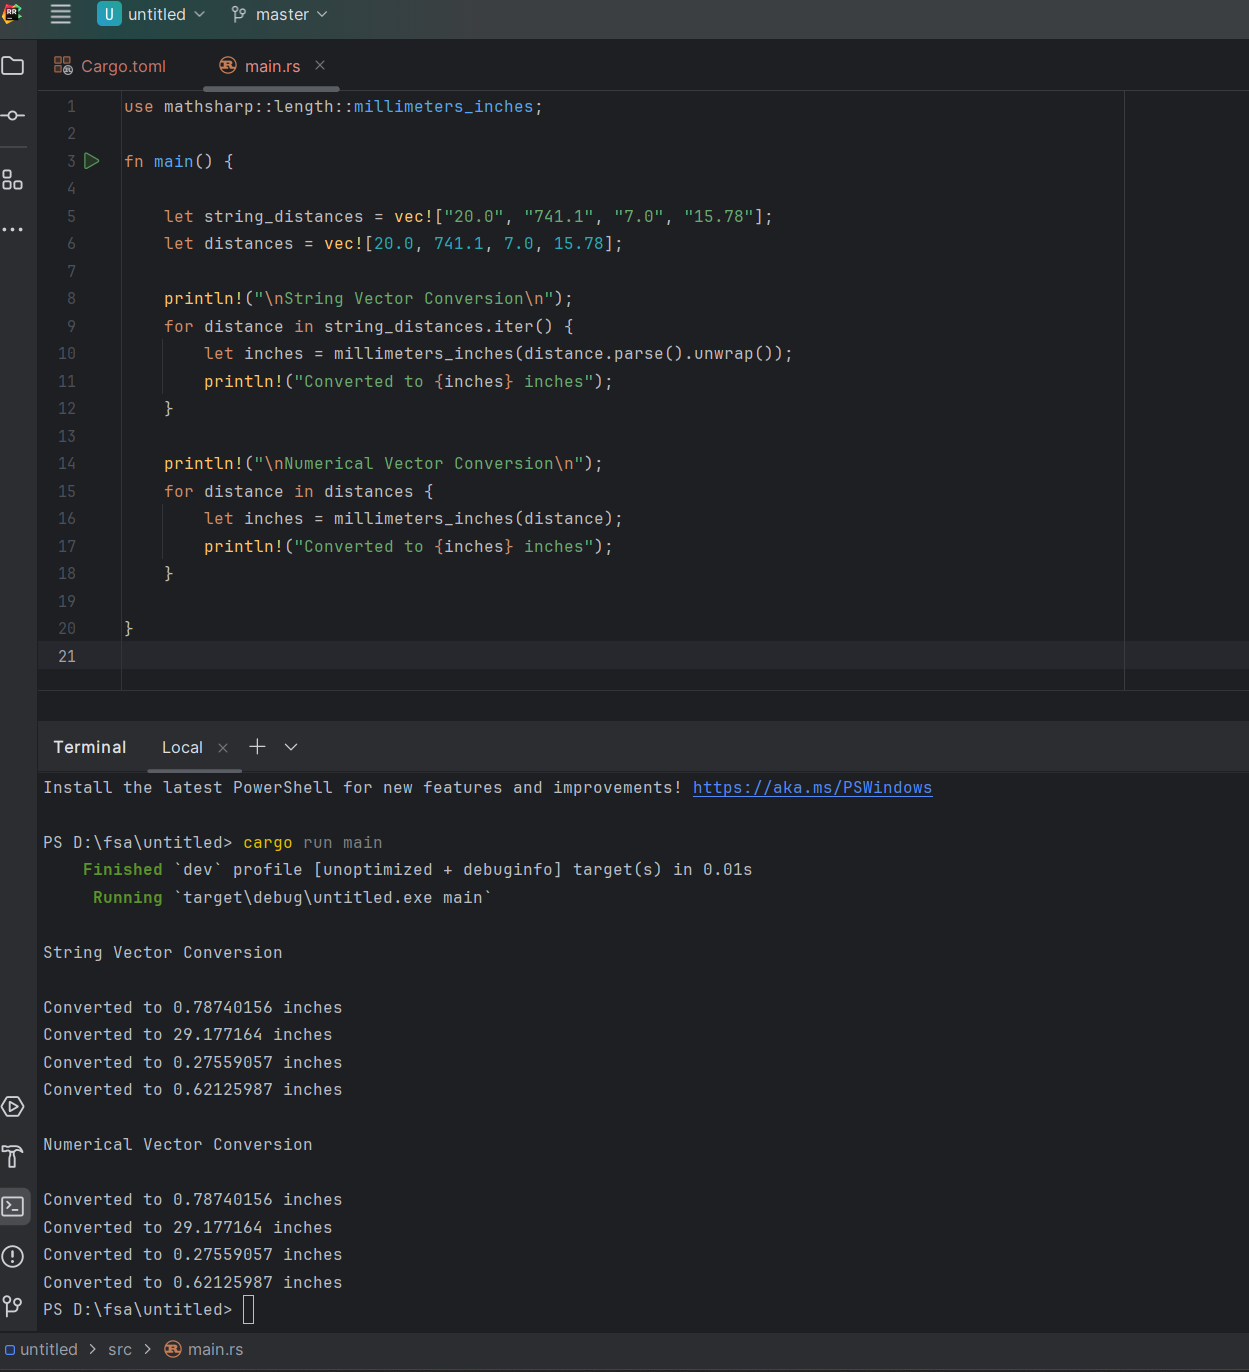 RR
U untitled master
Cargo.toml main.rs
1 use mathsharp::length::millimeters_inches;
2
3 fn main() {
4
5     let string_distances = vec!["20.0", "741.1", "7.0", "15.78"];
6     let distances = vec![20.0, 741.1, 7.0, 15.78];
7
8     println!("\nString Vector Conversion\n");
9     for distance in string_distances.iter() {
10         let inches = millimeters_inches(distance.parse().unwrap());
11         println!("Converted to {inches} inches");
12     }
13
14     println!("\nNumerical Vector Conversion\n");
15     for distance in distances {
16         let inches = millimeters_inches(distance);
17         println!("Converted to {inches} inches");
18     }
19
20 }
21
Terminal Local
Install the latest PowerShell for new features and improvements! https://aka.ms/PSWindows
PS D:\fsa\untitled> cargo run main
    Finished `dev` profile [unoptimized + debuginfo] target(s) in 0.01s
     Running `target\debug\untitled.exe main`
String Vector Conversion
Converted to 0.78740156 inches
Converted to 29.177164 inches
Converted to 0.27559057 inches
Converted to 0.62125987 inches
Numerical Vector Conversion
Converted to 0.78740156 inches
Converted to 29.177164 inches
Converted to 0.27559057 inches
Converted to 0.62125987 inches
PS D:\fsa\untitled>
untitled > src > main.rs